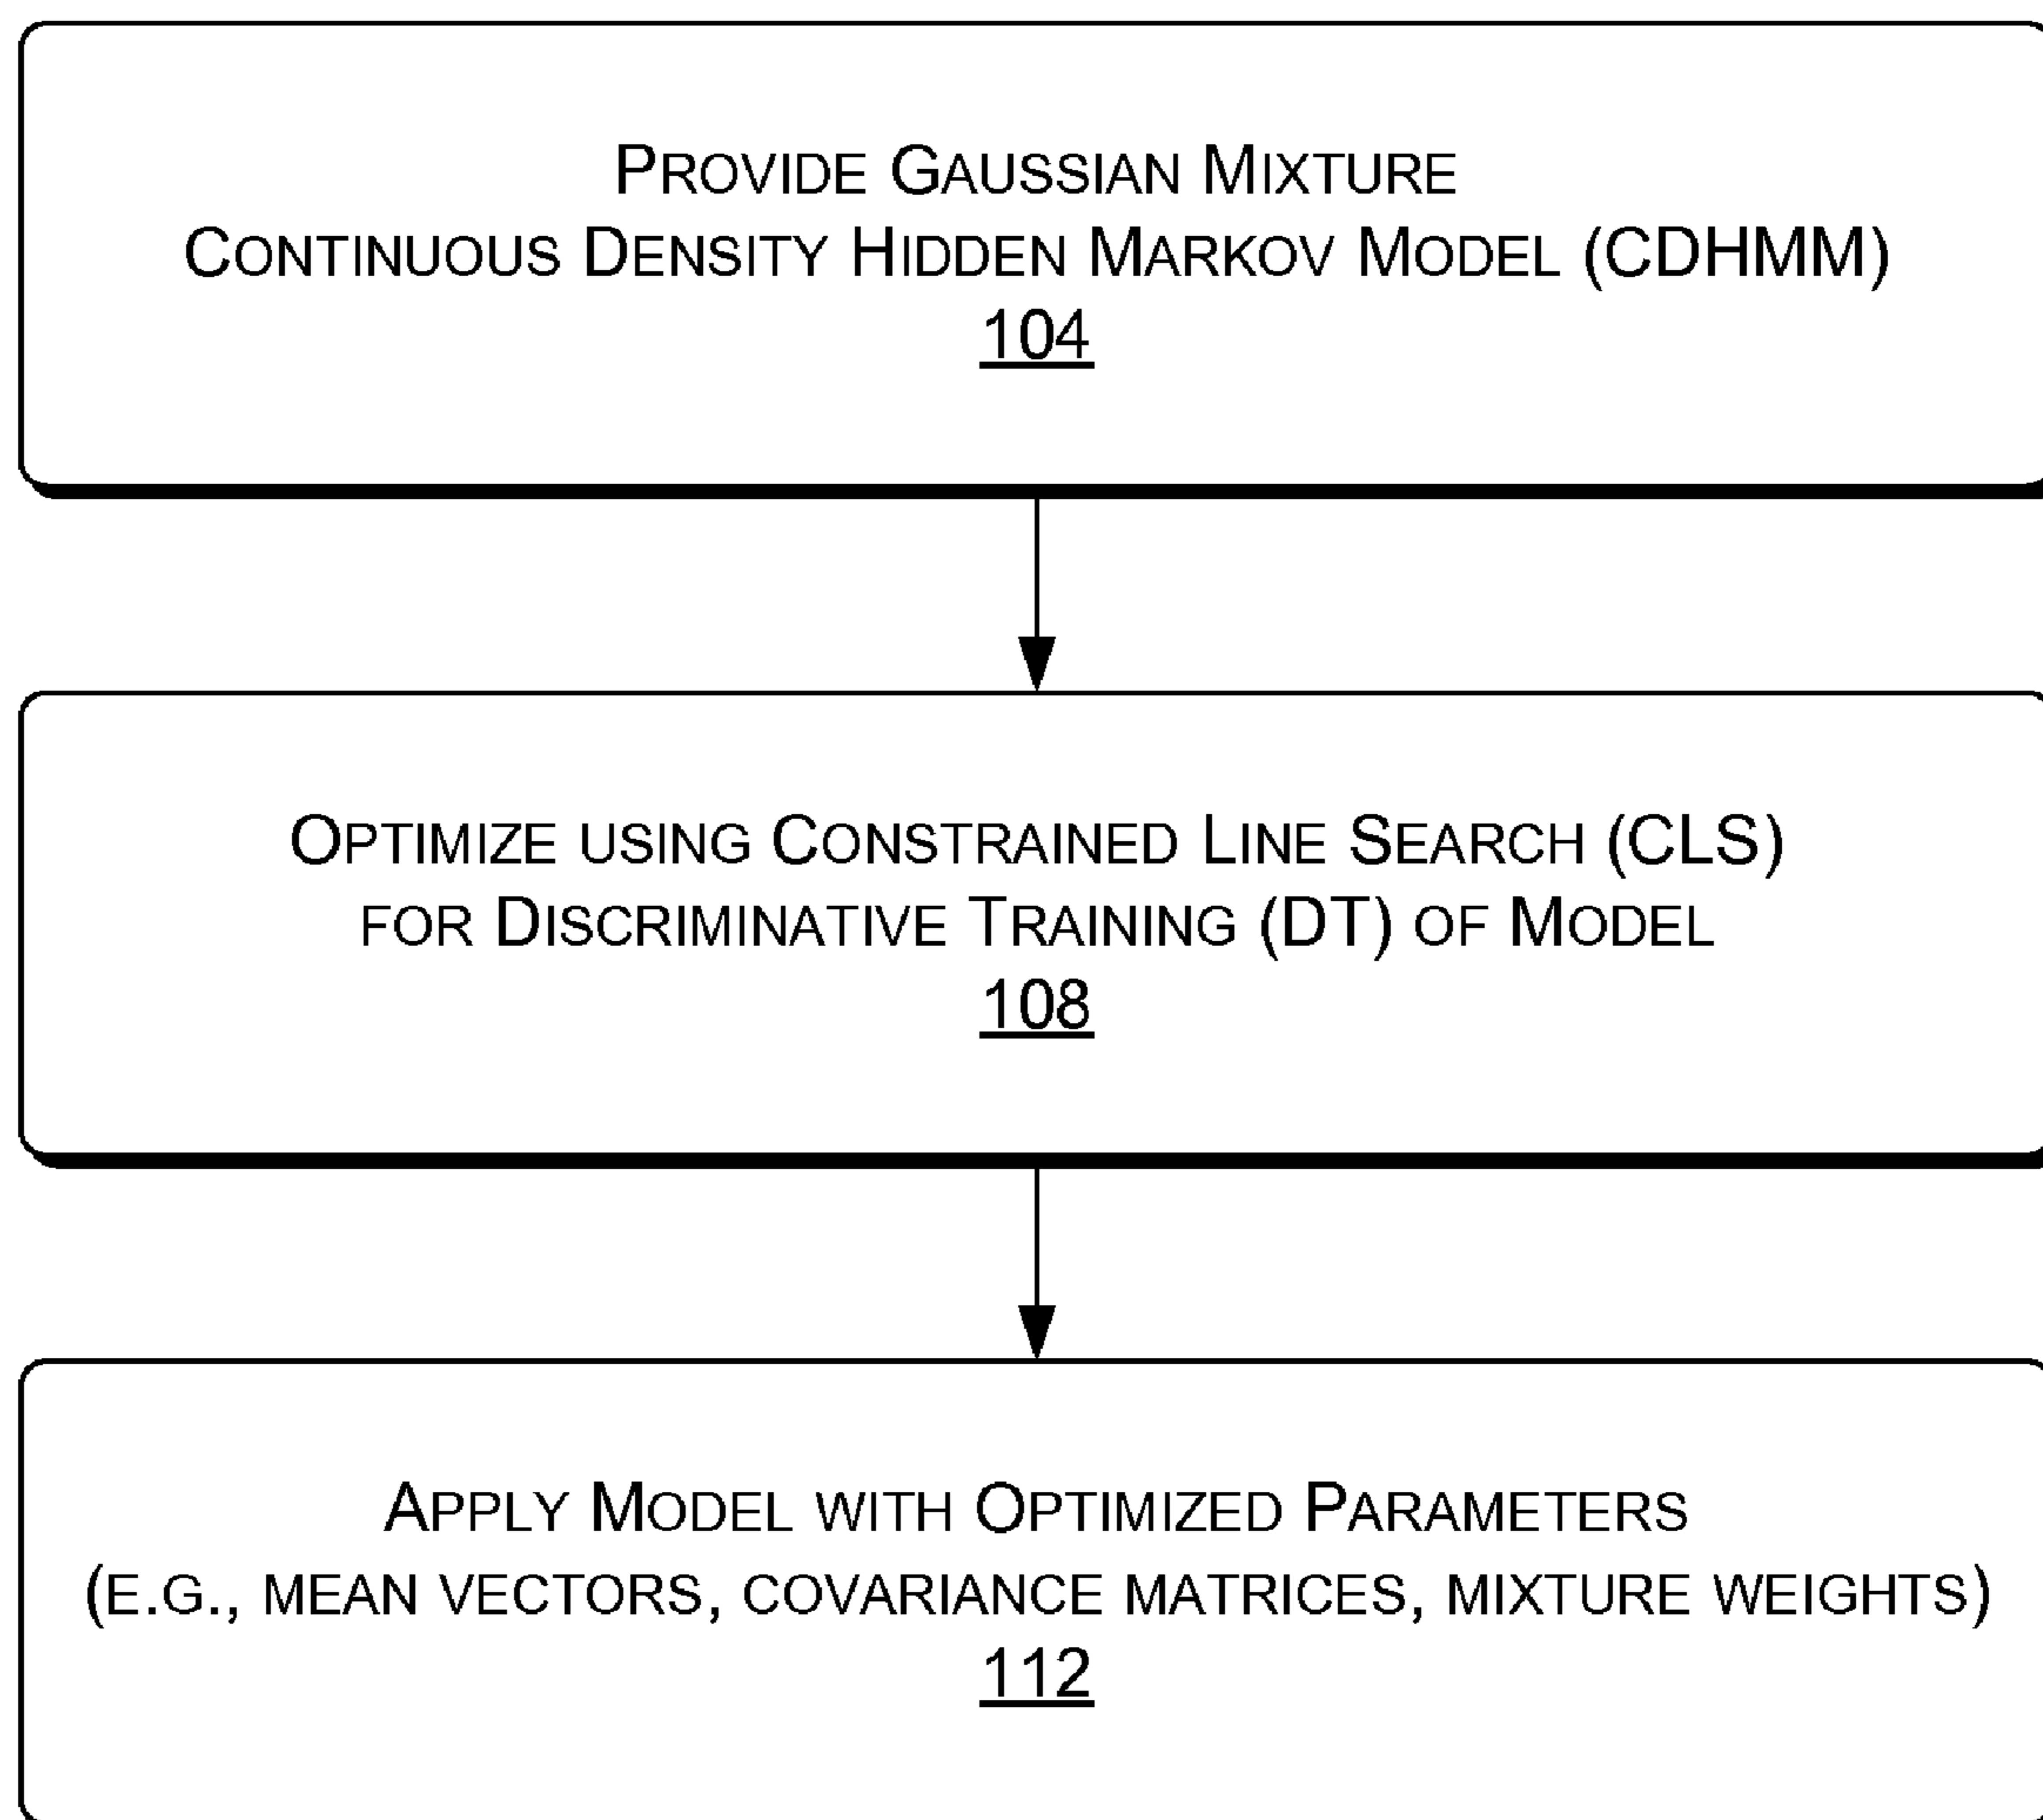 PROVIDE GAUSSIAN MIXTURE
CONTINUOUS DENSITY HIDDEN MARKOV MODEL (CDHMM)
104
OPTIMIZE USING CONSTRAINED LINE SEARCH (CLS)
FOR DISCRIMINATIVE TRAINING (DT) OF MODEL
108
APPLY MODEL WITH OPTIMIZED PARAMETERS
(E.G., MEAN VECTORS, COVARIANCE MATRICES, MIXTURE WEIGHTS)
112